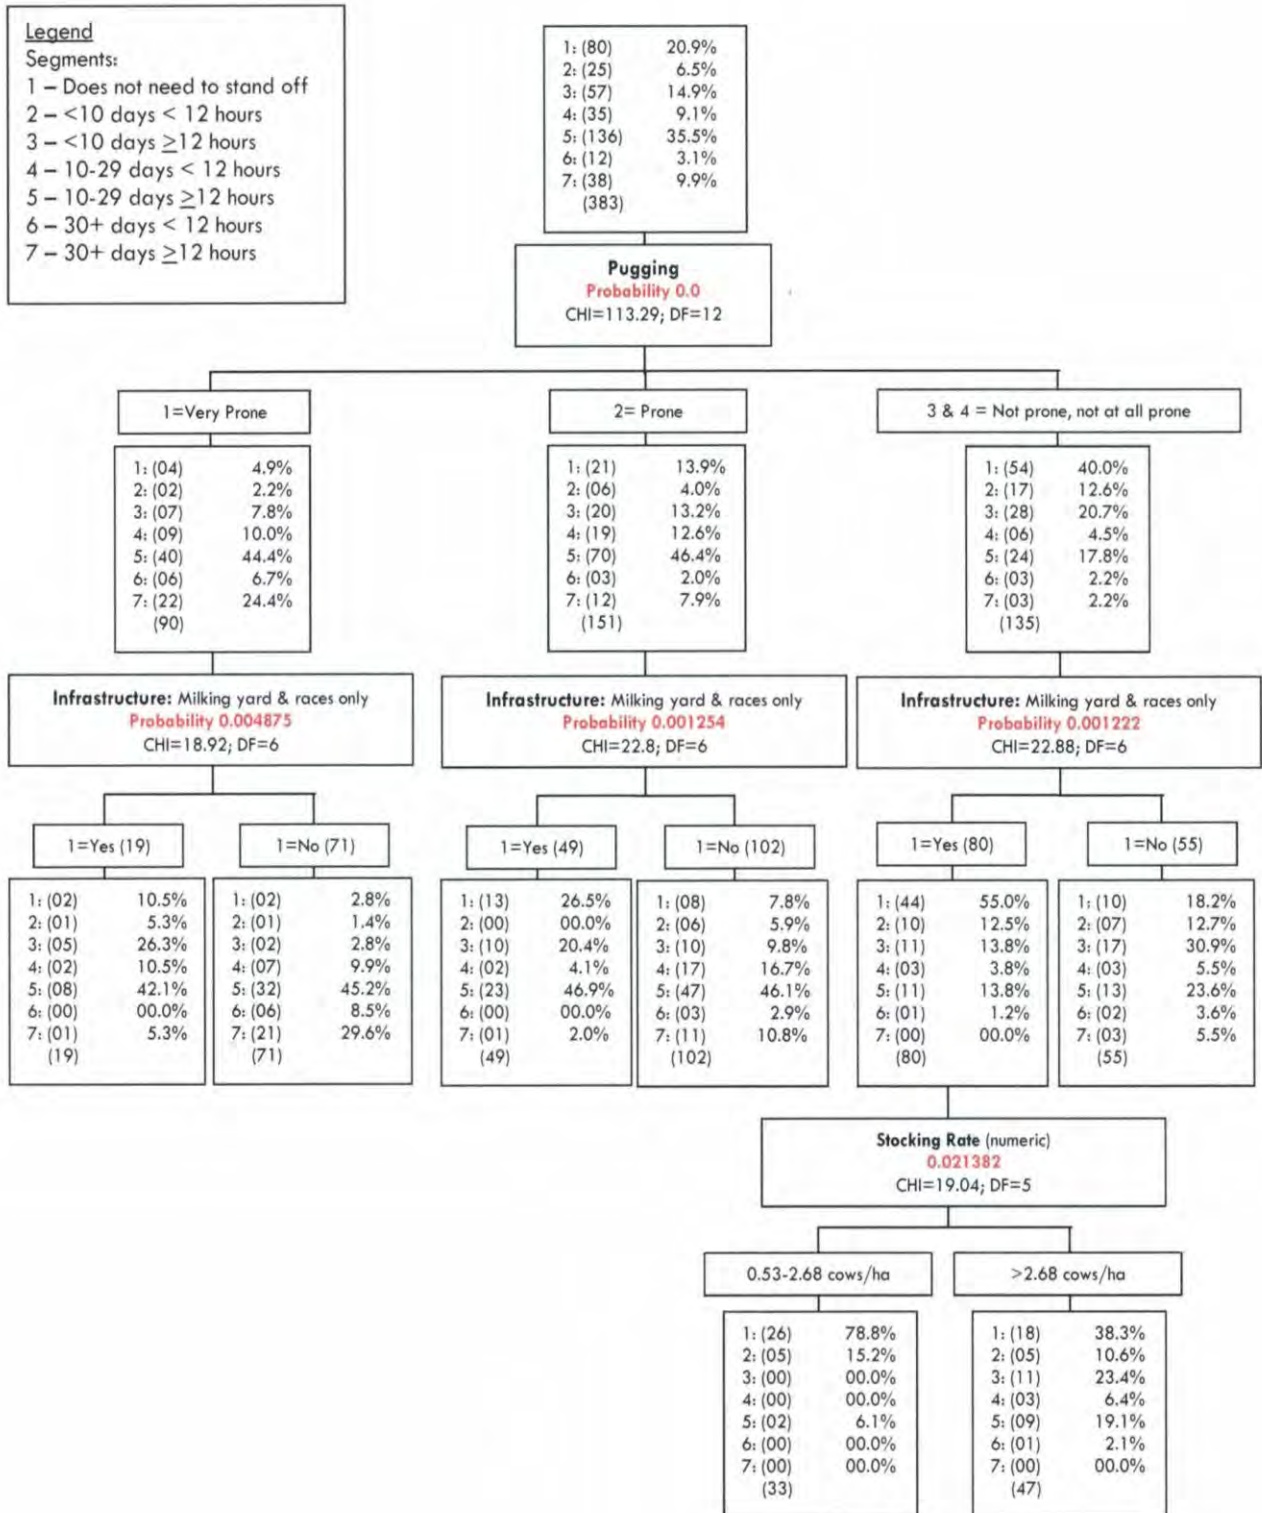 Legend
Segments:
1 – Does not need to stand off
2 – <10 days < 12 hours
3 – <10 days ≥12 hours
4 – 10-29 days < 12 hours
5 – 10-29 days ≥12 hours
6 – 30+ days < 12 hours
7 – 30+ days ≥12 hours
1: (80) 20.9%
2: (25) 6.5%
3: (57) 14.9%
4: (35) 9.1%
5: (136) 35.5%
6: (12) 3.1%
7: (38) 9.9%
(383)
Pugging
Probability 0.0
CHI=113.29; DF=12
1=Very Prone
1: (04) 4.9%
2: (02) 2.2%
3: (07) 7.8%
4: (09) 10.0%
5: (40) 44.4%
6: (06) 6.7%
7: (22) 24.4%
(90)
2= Prone
1: (21) 13.9%
2: (06) 4.0%
3: (20) 13.2%
4: (19) 12.6%
5: (70) 46.4%
6: (03) 2.0%
7: (12) 7.9%
(151)
3 & 4 = Not prone, not at all prone
1: (54) 40.0%
2: (17) 12.6%
3: (28) 20.7%
4: (06) 4.5%
5: (24) 17.8%
6: (03) 2.2%
7: (03) 2.2%
(135)
Infrastructure: Milking yard & races only
Probability 0.004875
CHI=18.92; DF=6
Infrastructure: Milking yard & races only
Probability 0.001254
CHI=22.8; DF=6
Infrastructure: Milking yard & races only
Probability 0.001222
CHI=22.88; DF=6
1=Yes (19)
1: (02) 10.5%
2: (01) 5.3%
3: (05) 26.3%
4: (02) 10.5%
5: (08) 42.1%
6: (00) 00.0%
7: (01) 5.3%
(19)
1=No (71)
1: (02) 2.8%
2: (01) 1.4%
3: (02) 2.8%
4: (07) 9.9%
5: (32) 45.2%
6: (06) 8.5%
7: (21) 29.6%
(71)
1=Yes (49)
1: (13) 26.5%
2: (00) 00.0%
3: (10) 20.4%
4: (02) 4.1%
5: (23) 46.9%
6: (00) 00.0%
7: (01) 2.0%
(49)
1=No (102)
1: (08) 7.8%
2: (06) 5.9%
3: (10) 9.8%
4: (17) 16.7%
5: (47) 46.1%
6: (03) 2.9%
7: (11) 10.8%
(102)
1=Yes (80)
1: (44) 55.0%
2: (10) 12.5%
3: (11) 13.8%
4: (03) 3.8%
5: (11) 13.8%
6: (01) 1.2%
7: (00) 00.0%
(80)
1=No (55)
1: (10) 18.2%
2: (07) 12.7%
3: (17) 30.9%
4: (03) 5.5%
5: (13) 23.6%
6: (02) 3.6%
7: (03) 5.5%
(55)
Stocking Rate (numeric)
0.021382
CHI=19.04; DF=5
0.53-2.68 cows/ha
1: (26) 78.8%
2: (05) 15.2%
3: (00) 00.0%
4: (00) 00.0%
5: (02) 6.1%
6: (00) 00.0%
7: (00) 00.0%
(33)
>2.68 cows/ha
1: (18) 38.3%
2: (05) 10.6%
3: (11) 23.4%
4: (03) 6.4%
5: (09) 19.1%
6: (01) 2.1%
7: (00) 00.0%
(47)